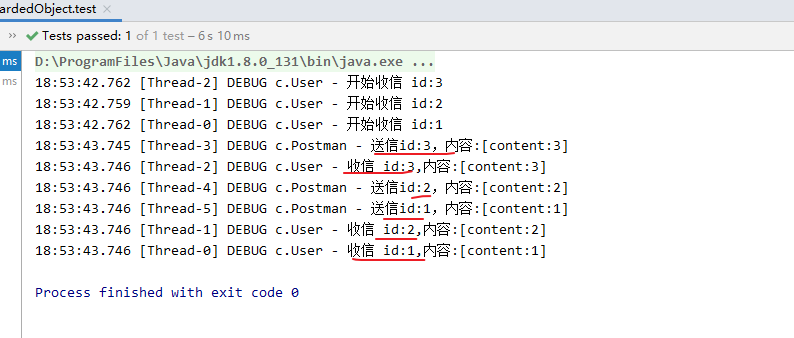 ardedObject.test ×
» Tests passed: 1 of 1 test – 6 s 10 ms
ms D:\ProgramFiles\Java\jdk1.8.0_131\bin\java.exe ...
ms 18:53:42.762 [Thread-2] DEBUG c.User - 开始收信 id:3
18:53:42.759 [Thread-1] DEBUG c.User - 开始收信 id:2
18:53:42.762 [Thread-0] DEBUG c.User - 开始收信 id:1
18:53:43.745 [Thread-3] DEBUG c.Postman - 送信id:3，内容:[content:3]
18:53:43.746 [Thread-2] DEBUG c.User - 收信 id:3,内容:[content:3]
18:53:43.746 [Thread-4] DEBUG c.Postman - 送信id:2，内容:[content:2]
18:53:43.746 [Thread-5] DEBUG c.Postman - 送信id:1，内容:[content:1]
18:53:43.746 [Thread-1] DEBUG c.User - 收信 id:2,内容:[content:2]
18:53:43.746 [Thread-0] DEBUG c.User - 收信 id:1,内容:[content:1]
Process finished with exit code 0